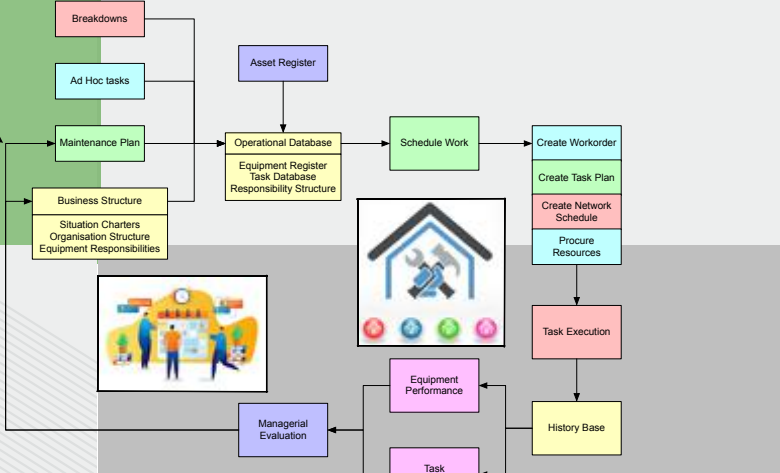 Breakdowns
Asset Register
Ad Hoc tasks
Maintenance Plan
Operational Database
Equipment Register
Task Database
Responsibility Structure
Schedule Work
Create Workorder
Create Task Plan
Create Network
Schedule
Procure
Resources
Business Structure
Situation Charters
Organisation Structure
Equipment Responsibilities
Task Execution
Equipment
Performance
Managerial
Evaluation
History Base
Task